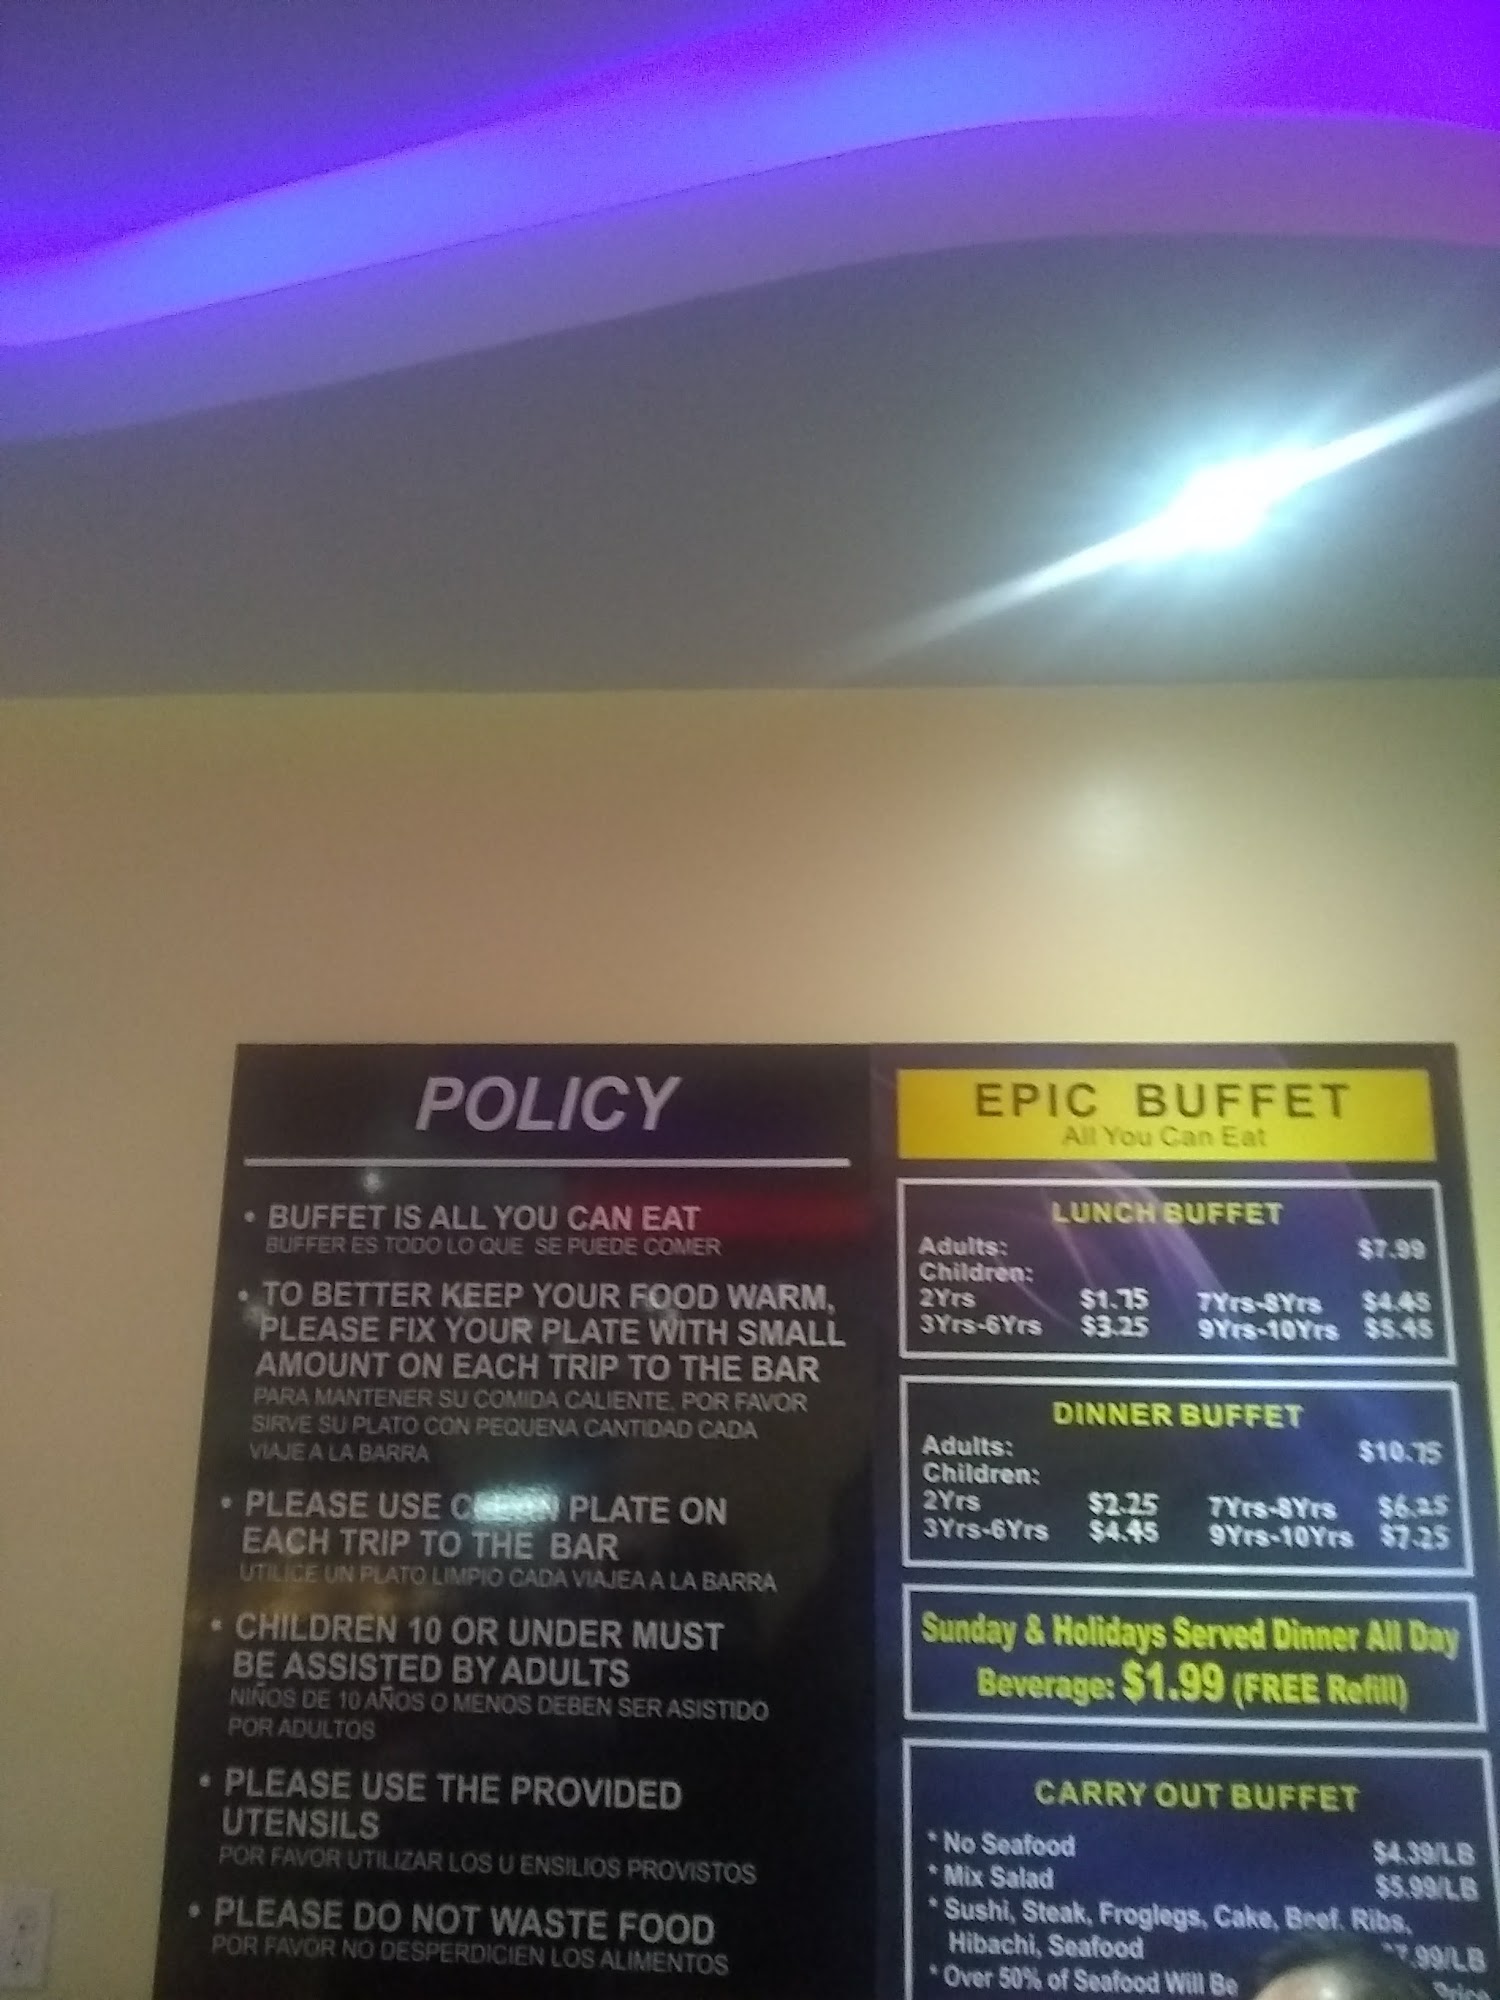 POLICY
• BUFFET IS ALL YOU CAN EAT
BUFFER ES TODO LO QUE SE PUEDE COMER
• TO BETTER KEEP YOUR FOOD WARM,
PLEASE FIX YOUR PLATE WITH SMALL
AMOUNT ON EACH TRIP TO THE BAR
PARA MANTENER SU COMIDA CALIENTE, POR FAVOR
SIRVE SU PLATO CON PEQUENA CANTIDAD CADA
VIAJE A LA BARRA
• PLEASE USE PLATE ON
EACH TRIP TO THE BAR
UTILICE UN PLATO LIMPIO CADA VIAJEA A LA BARRA
• CHILDREN 10 OR UNDER MUST
BE ASSISTED BY ADULTS
NIÑOS DE 10 AÑOS O MENOS DEBEN SER ASISTIDO
POR ADULTOS
• PLEASE USE THE PROVIDED
UTENSILS
POR FAVOR UTILIZAR LOS U ENSILIOS PROVISTOS
• PLEASE DO NOT WASTE FOOD
POR FAVOR NO DESPERDICIEN LOS ALIMENTOS
EPIC BUFFET
All You Can Eat
LUNCH BUFFET
Adults: $7.99
Children:
2Yrs $1.75 7Yrs-8Yrs $4.45
3Yrs-6Yrs $3.25 9Yrs-10Yrs $5.45
DINNER BUFFET
Adults: $10.75
Children:
2Yrs $2.25 7Yrs-8Yrs $6.25
3Yrs-6Yrs $4.45 9Yrs-10Yrs $7.25
Sunday & Holidays Served Dinner All Day
Beverage: $1.99 (FREE Refill)
CARRY OUT BUFFET
* No Seafood $4.39/LB
* Mix Salad $5.99/LB
* Sushi, Steak, Froglegs, Cake, Beef. Ribs,
Hibachi, Seafood .99/LB
* Over 50% of Seafood Will Be Price